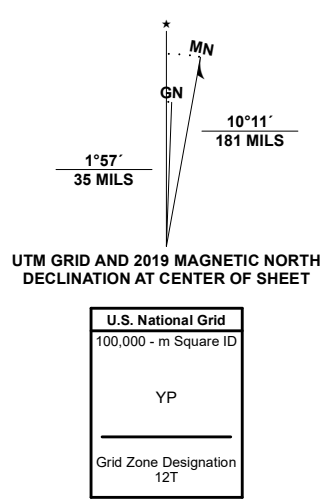 ★
MN
GN
10°11´
181 MILS
1°57´
35 MILS
UTM GRID AND 2019 MAGNETIC NORTH
DECLINATION AT CENTER OF SHEET
U.S. National Grid
100,000 - m Square ID
YP
Grid Zone Designation
12T